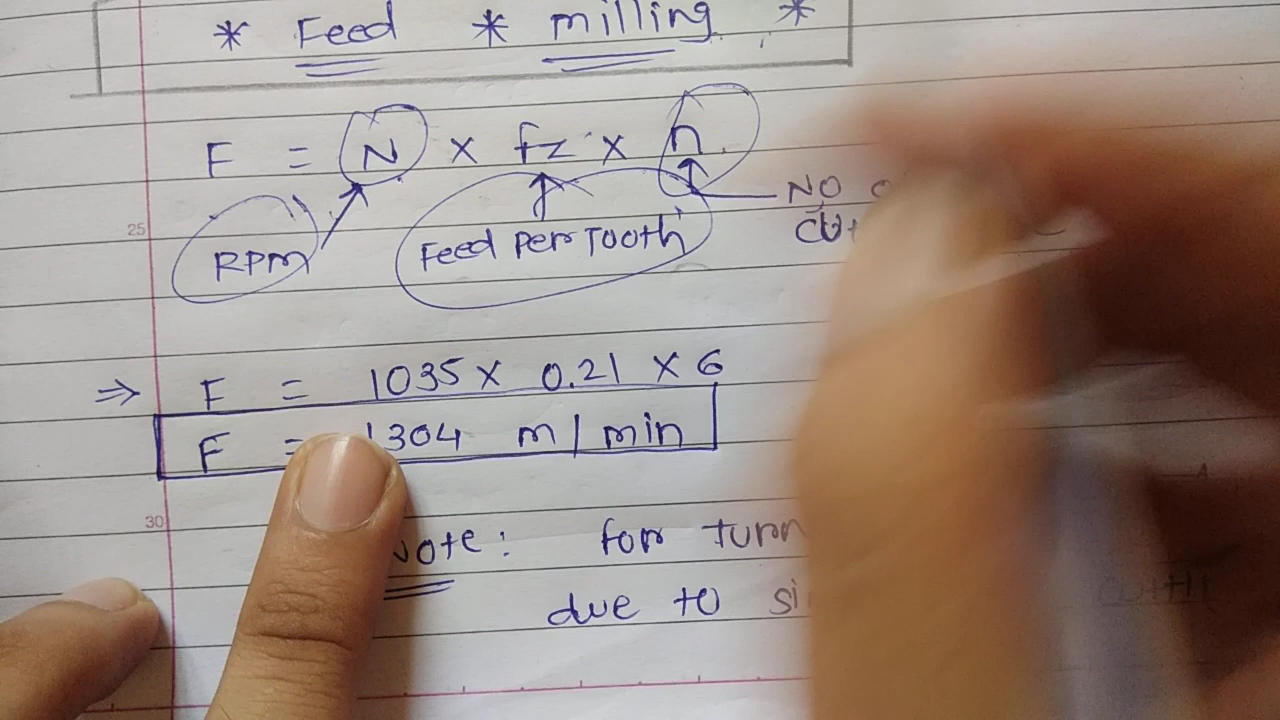 * Feed * milling *
F = N × fz × n
NO
RPM Feed Per Tooth
25
⇒ F = 1035 × 0.21 × 6
F = 1304 m/min
30
Note: for turn
due to si